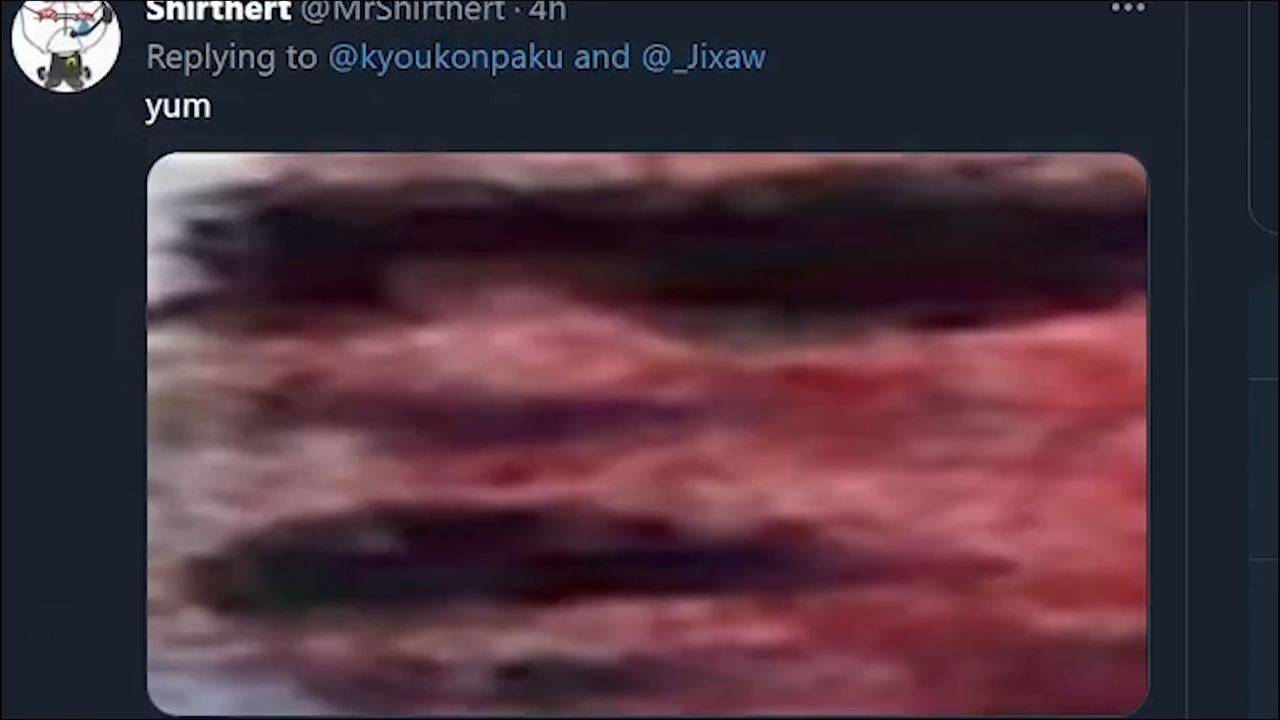 Shirthert @MrShirthert · 4h
Replying to @kyoukonpaku and @_Jixaw
yum